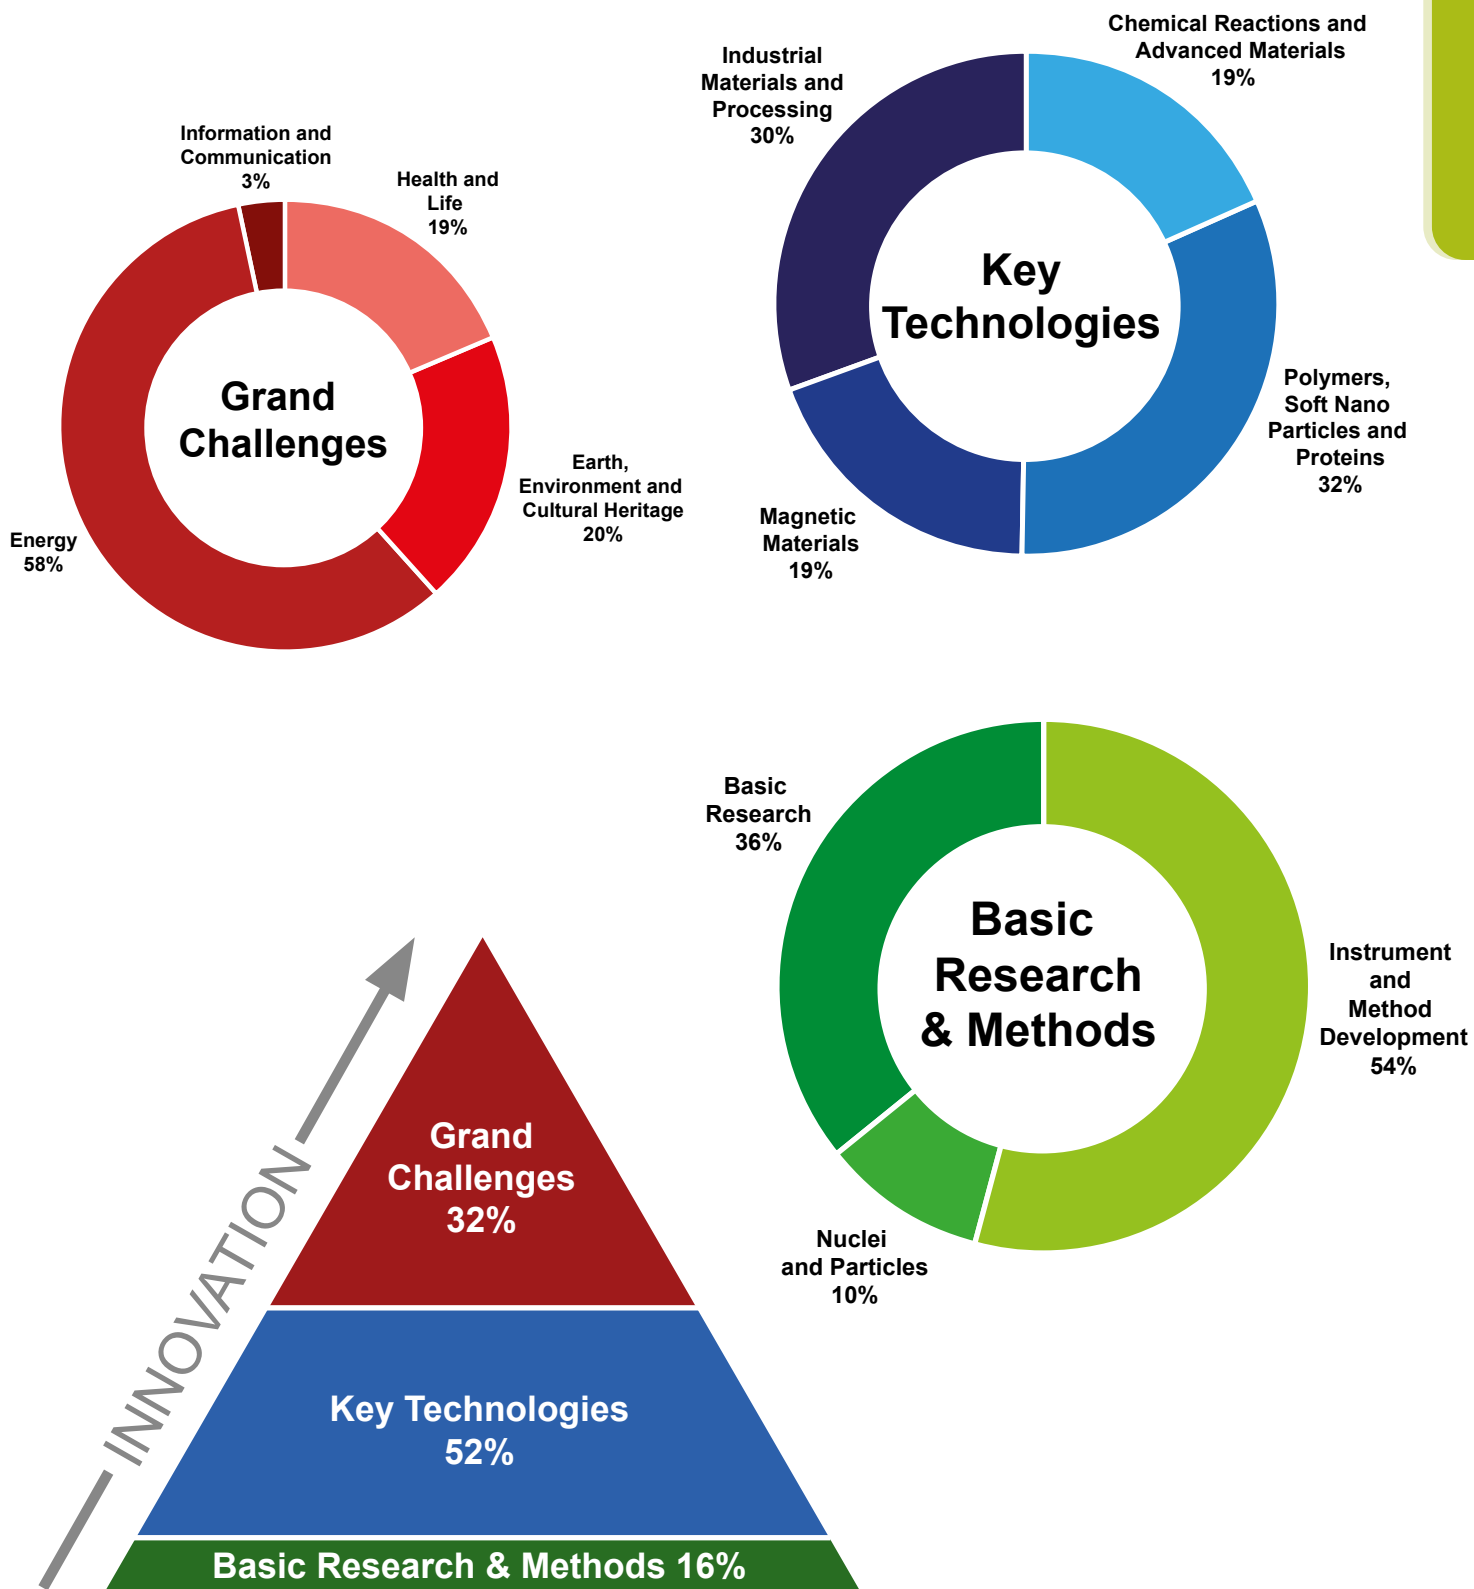 Information and
Communication
3%
Health and
Life
19%
Grand
Challenges
Earth,
Environment and
Cultural Heritage
20%
Energy
58%
Chemical Reactions and
Advanced Materials
19%
Industrial
Materials and
Processing
30%
Key
Technologies
Polymers,
Soft Nano
Particles and
Proteins
32%
Magnetic
Materials
19%
Basic
Research
36%
Basic
Research
& Methods
Instrument
and
Method
Development
54%
Nuclei
and Particles
10%
INNOVATION
Grand
Challenges
32%
Key Technologies
52%
Basic Research & Methods 16%